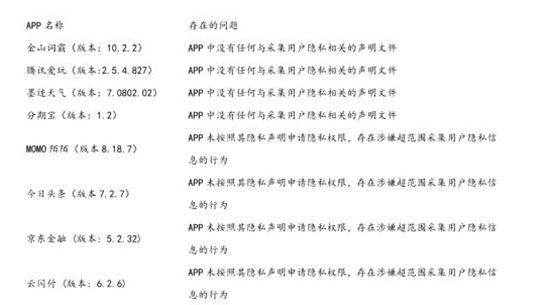 APP 名称 存在的问题
金山词霸（版本：10.2.2） APP 中没有任何与采集用户隐私相关的声明文件
腾讯爱玩（版本:2.5.4.827） APP 中没有任何与采集用户隐私相关的声明文件
墨迹天气（版本：7.0802.02） APP 中没有任何与采集用户隐私相关的声明文件
分期宝（版本：1.2） APP 中没有任何与采集用户隐私相关的声明文件
MOMO 陌陌（版本 8.18.7） APP 未按照其隐私声明申请隐私权限，存在涉嫌超范围采集用户隐私信
息的行为
今日头条（版本 7.2.7） APP 未按照其隐私声明申请隐私权限，存在涉嫌超范围采集用户隐私信
息的行为
京东金融（版本：5.2.32) APP 未按照其隐私声明申请隐私权限，存在涉嫌超范围采集用户隐私信
息的行为
云闪付（版本：6.2.6) APP 未按照其隐私声明申请隐私权限，存在涉嫌超范围采集用户隐私信
息的行为